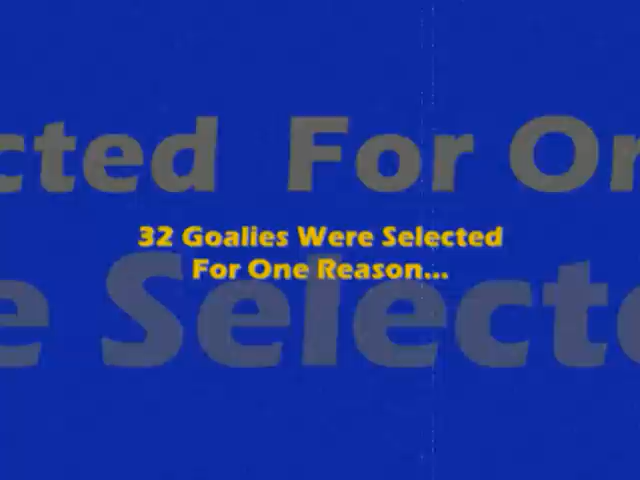 cted For On
32 Goalies Were Selected
For One Reason...
e Selecte